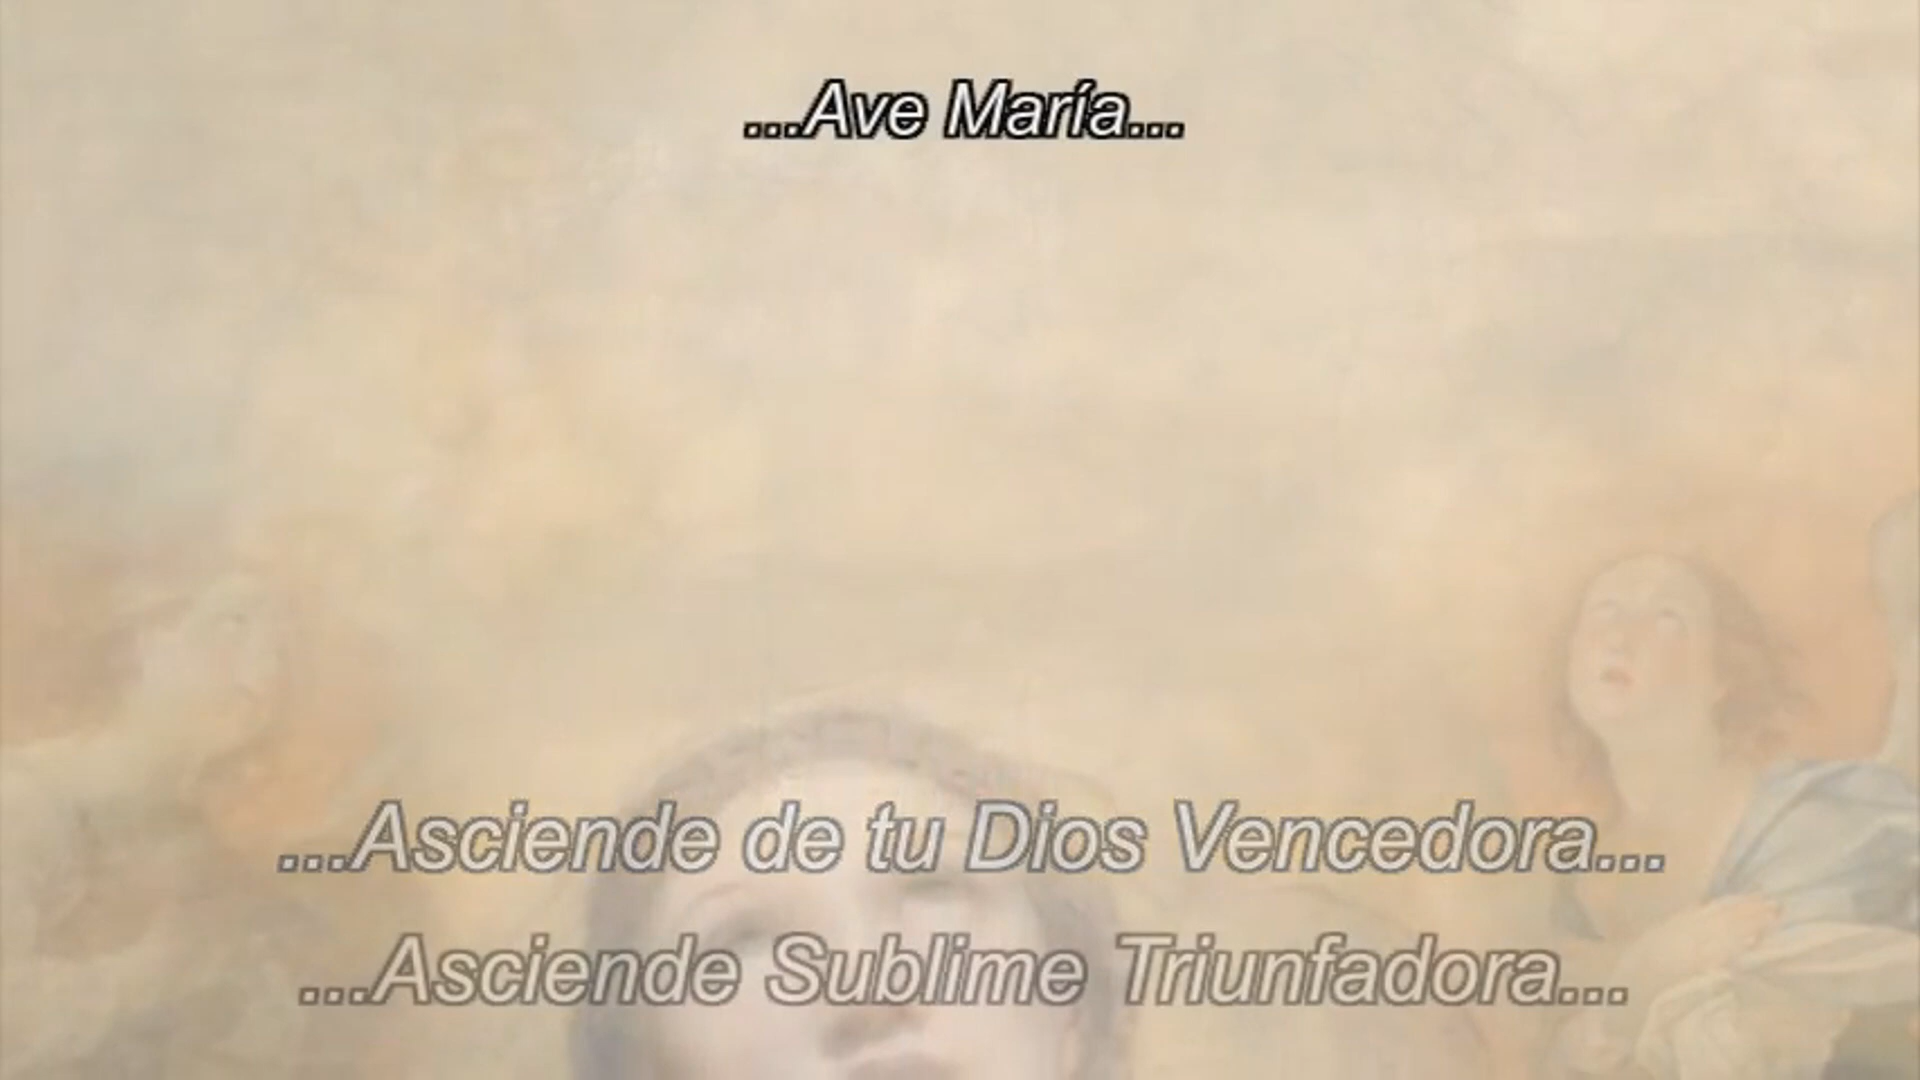 ...Ave María...
...Asciende de tu Dios Vencedora...
...Asciende Sublime Triunfadora...